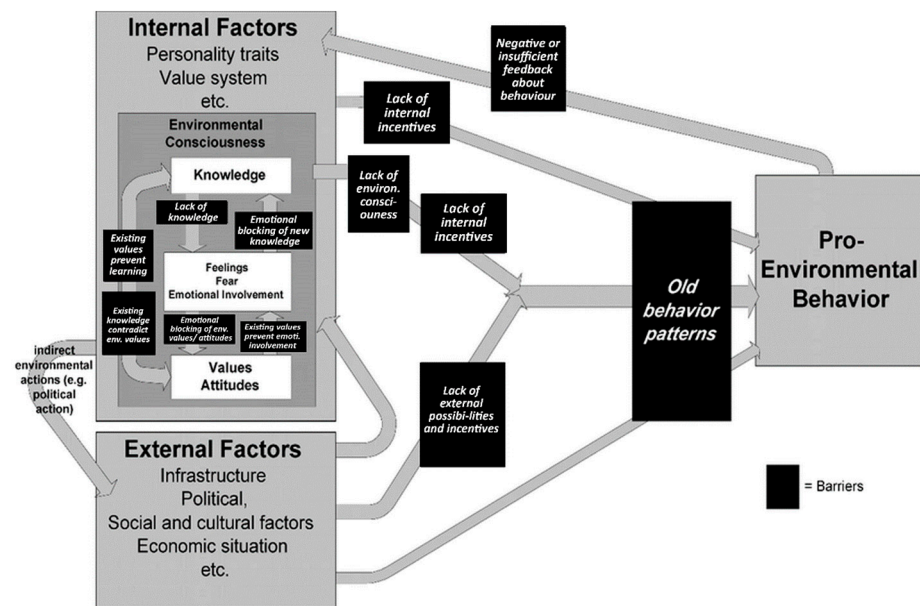 Internal Factors
Personality traits
Value system
etc.
Environmental
Consciousness
Knowledge
Lack of
knowledge
Emotional
blocking of new
knowledge
Existing
values
prevent
learning
Feelings
Fear
Emotional Involvement
Existing
knowledge
contradict
env. values
Emotional
blocking of env.
values/ attitudes
Existing values
prevent emoti.
involvement
Values
Attitudes
indirect
environmental
actions (e.g.
political
action)
External Factors
Infrastructure
Political,
Social and cultural factors
Economic situation
etc.
Negative or
insufficient
feedback
about
behaviour
Lack of
internal
incentives
Lack of
environ.
consci-
ouness
Lack of
internal
incentives
Lack of
external
possibi-lities
and incentives
Old
behavior
patterns
Pro-
Environmental
Behavior
= Barriers